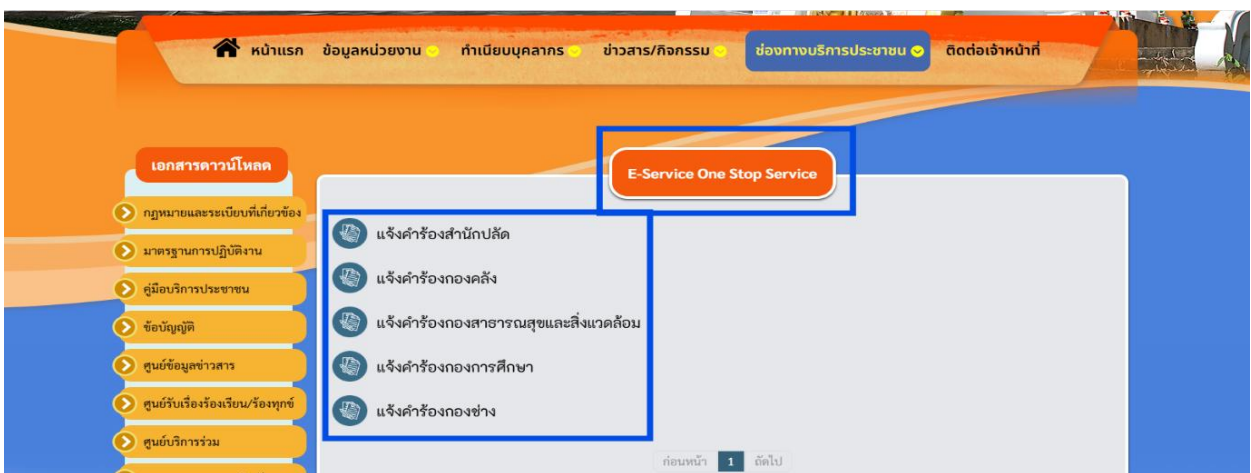 หน้าแรก ข้อมูลหน่วยงาน ทำเนียบบุคลากร ข่าวสาร/กิจกรรม ช่องทางบริการประชาชน ติดต่อเจ้าหน้าที่
เอกสารดาวน์โหลด
กฎหมายและระเบียบที่เกี่ยวข้อง
มาตรฐานการปฏิบัติงาน
คู่มือบริการประชาชน
ข้อบัญญัติ
ศูนย์ข้อมูลข่าวสาร
ศูนย์รับเรื่องร้องเรียน/ร้องทุกข์
ศูนย์บริการร่วม
E-Service One Stop Service
แจ้งคำร้องสำนักปลัด
แจ้งคำร้องกองคลัง
แจ้งคำร้องกองสาธารณสุขและสิ่งแวดล้อม
แจ้งคำร้องกองการศึกษา
แจ้งคำร้องกองช่าง
ก่อนหน้า 1 ถัดไป